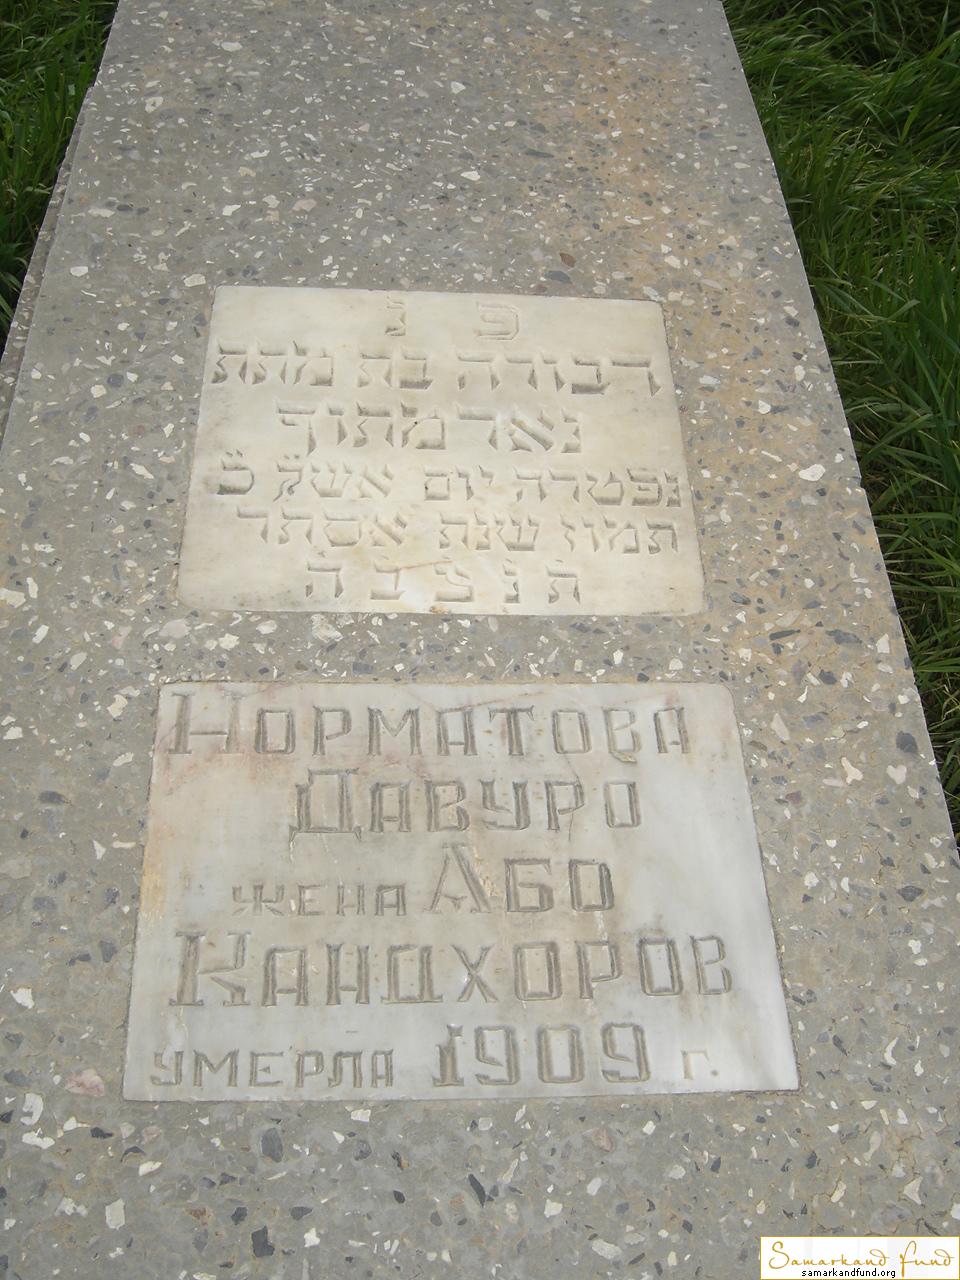 פ נ
דבורה בת מתת
נאר מתוף
נפטרה יום אש״ק כ̈
תמוז שנת אסתר
ת נ צ ב ה
Норматова
Давуро
жена Або
Кандхоров
умерла 1909 г.
Samarkand fund
samarkandfund.org